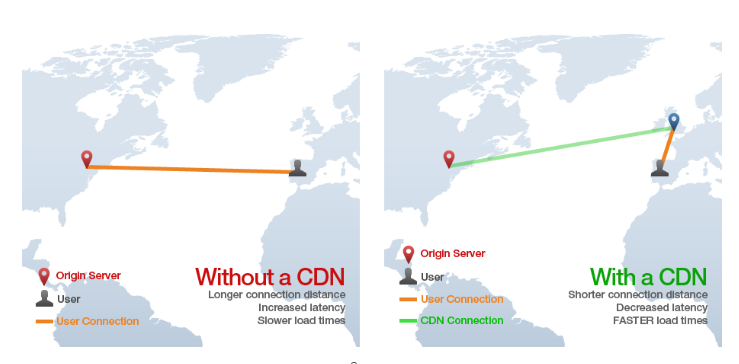 Origin Server
User
User Connection
Without a CDN
Longer connection distance
Increased latency
Slower load times
Origin Server
User
User Connection
CDN Connection
With a CDN
Shorter connection distance
Decreased latency
FASTER load times